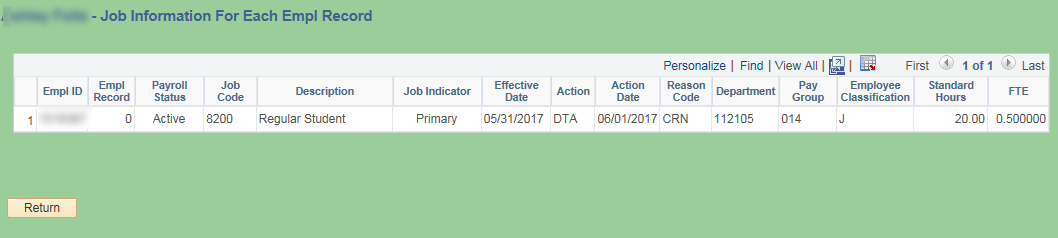 - Job Information For Each Empl Record
Personalize | Find | View All | | First 1 of 1 Last
Empl ID Empl Record Payroll Status Job Code Description Job Indicator Effective Date Action Action Date Reason Code Department Pay Group Employee Classification Standard Hours FTE
1 0 Active 8200 Regular Student Primary 05/31/2017 DTA 06/01/2017 CRN 112105 014 J 20.00 0.500000
Return